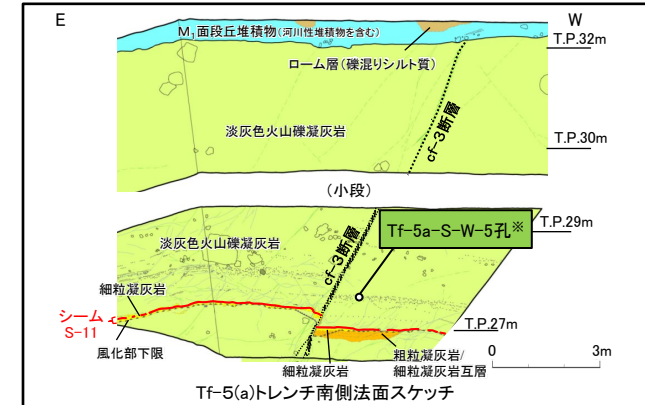 E
W
M₁面段丘堆積物(河川性堆積物を含む)
T.P.32m
ローム層(礫混りシルト質)
淡灰色火山礫凝灰岩
cf-3断層
T.P.30m
(小段)
T.P.29m
淡灰色火山礫凝灰岩
cf-3断層
Tf-5a-S-W-5孔※
細粒凝灰岩
シーム
S-11
T.P.27m
風化部下限
細粒凝灰岩
粗粒凝灰岩/
細粒凝灰岩互層
0
3m
Tf-5(a)トレンチ南側法面スケッチ